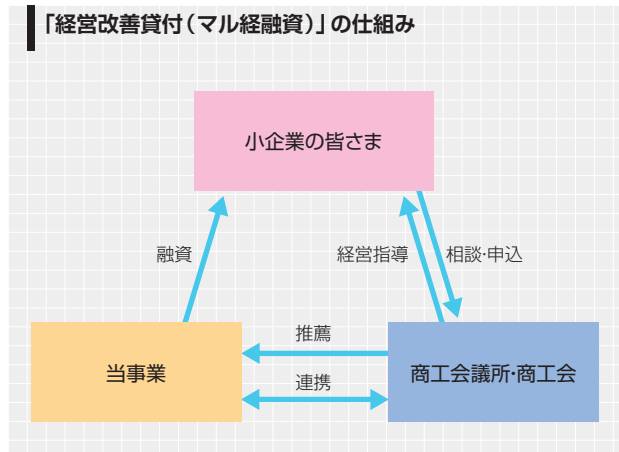 「経営改善貸付(マル経融資)」の仕組み
小企業の皆さま
融資
経営指導
相談・申込
推薦
当事業
商工会議所・商工会
連携